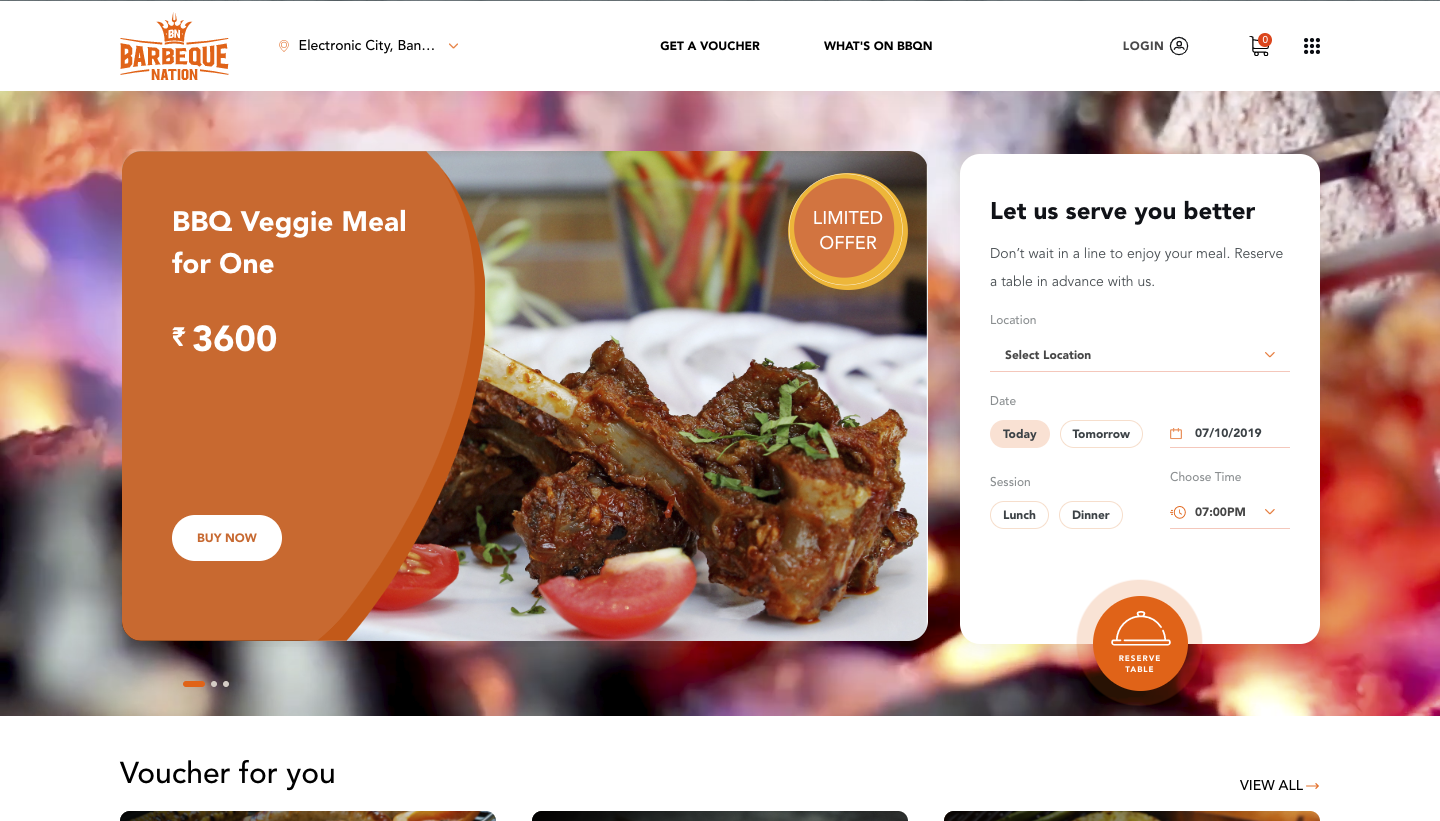 BN
BARBEQUE
NATION
Electronic City, Ban...
GET A VOUCHER
WHAT'S ON BBQN
LOGIN
0
BBQ Veggie Meal
for One
₹ 3600
BUY NOW
LIMITED
OFFER
Let us serve you better
Don't wait in a line to enjoy your meal. Reserve
a table in advance with us.
Location
Select Location
Date
Today
Tomorrow
07/10/2019
Session
Choose Time
Lunch
Dinner
07:00PM
RESERVE
TABLE
Voucher for you
VIEW ALL